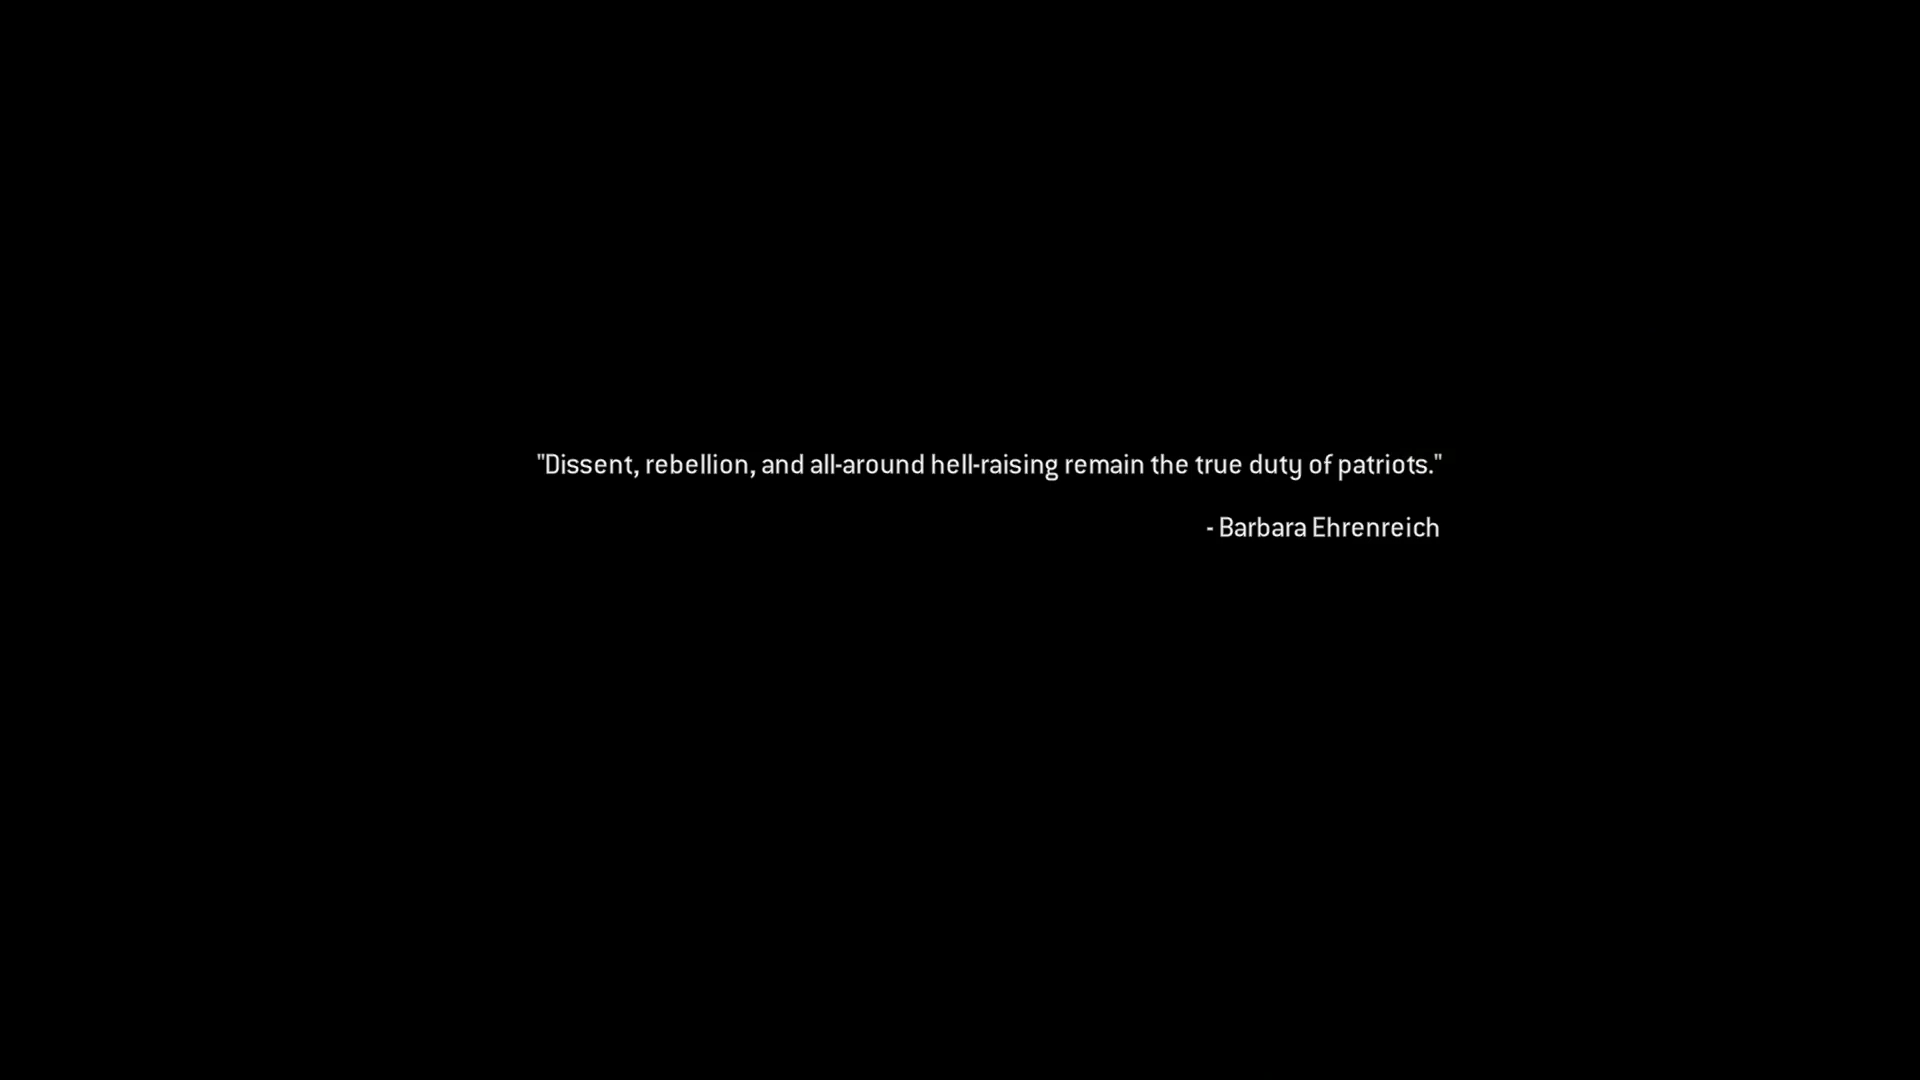 "Dissent, rebellion, and all-around hell-raising remain the true duty of patriots."
- Barbara Ehrenreich